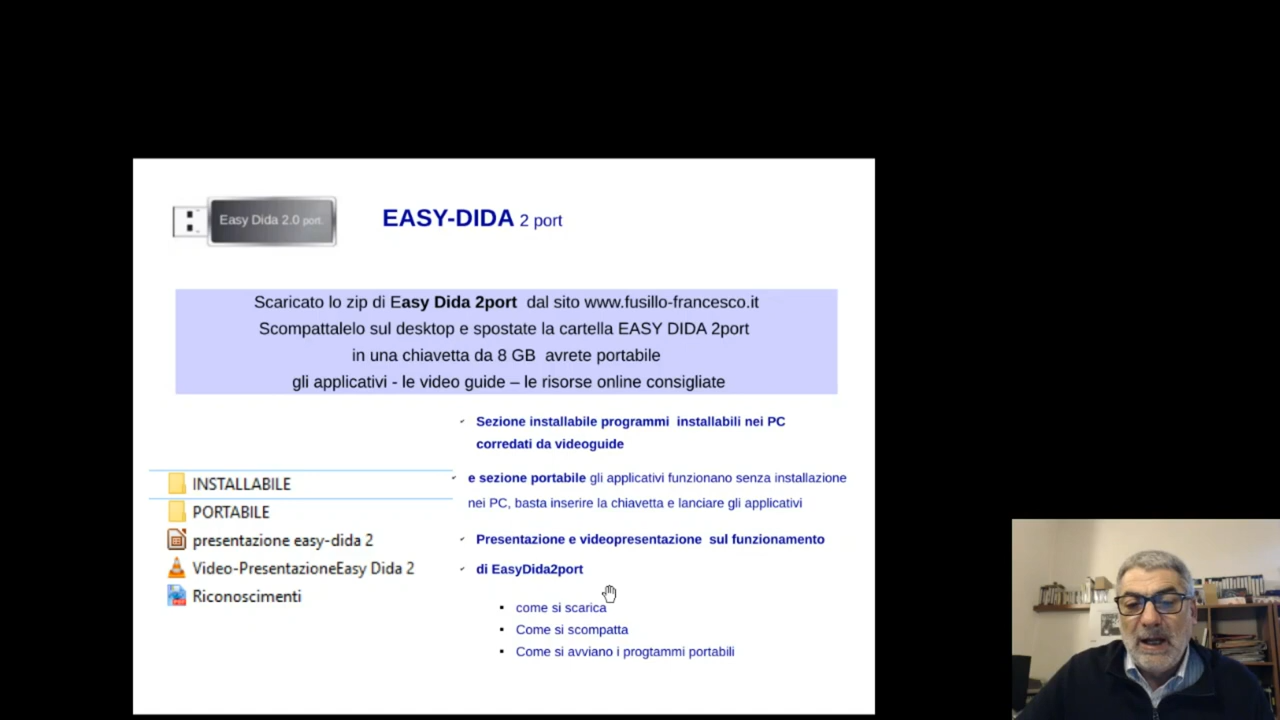 Easy Dida 2.0 port.
EASY-DIDA 2 port
Scaricato lo zip di Easy Dida 2port dal sito www.fusillo-francesco.it
Scompattalelo sul desktop e spostate la cartella EASY DIDA 2port
in una chiavetta da 8 GB avrete portabile
gli applicativi - le video guide – le risorse online consigliate
Sezione installabile programmi installabili nei PC
corredati da videoguide
e sezione portabile gli applicativi funzionano senza installazione
nei PC, basta inserire la chiavetta e lanciare gli applicativi
Presentazione e videopresentazione sul funzionamento
di EasyDida2port
come si scarica
Come si scompatta
Come si avviano i progtammi portabili
INSTALLABILE
PORTABILE
presentazione easy-dida 2
Video-PresentazioneEasy Dida 2
Riconoscimenti